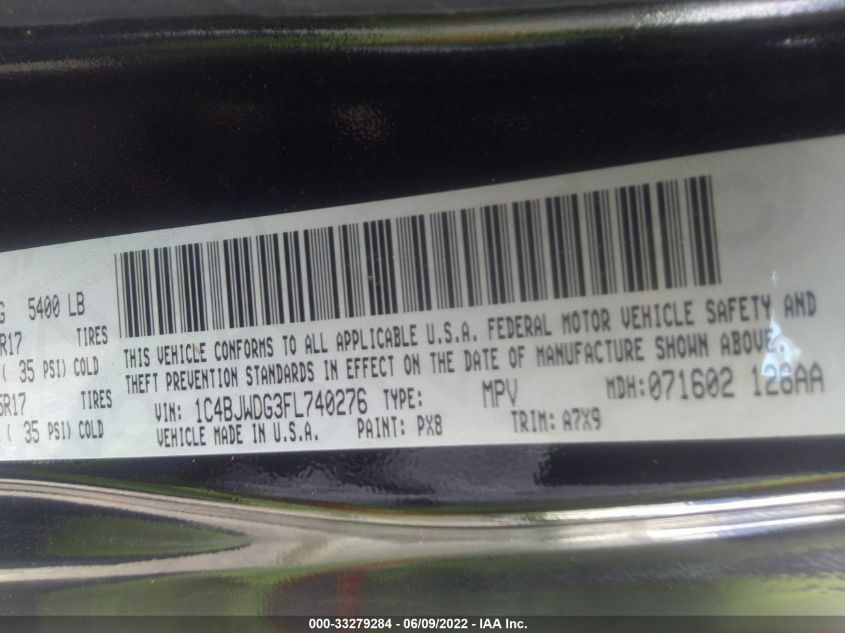 G 5400 LB
5R17 TIRES
( 35 PSI) COLD
5R17 TIRES
( 35 PSI) COLD
THIS VEHICLE CONFORMS TO ALL APPLICABLE U.S.A. FEDERAL MOTOR VEHICLE SAFETY AND
THEFT PREVENTION STANDARDS IN EFFECT ON THE DATE OF MANUFACTURE SHOWN ABOVE.
VIN: 1C4BJWDG3FL740276 TYPE: MPV MDH:071602 128AA
VEHICLE MADE IN U.S.A. PAINT: PX8 TRIM: A7X9
000-33279284 - 06/09/2022 - IAA Inc.